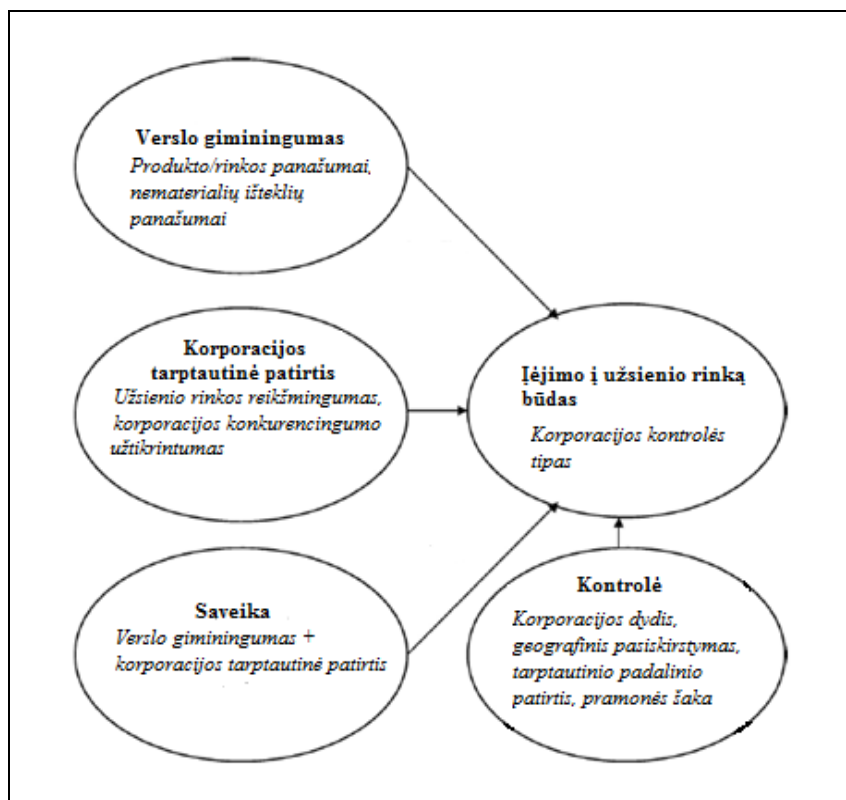 Verslo giminingumas
Produkto/rinkos panašumai,
nematerialių išteklių
panašumai
Korporacijos
tarptautinė patirtis
Užsienio rinkos reikšmingumas,
korporacijos konkurencingumo
užtikrintumas
Įėjimo į užsienio rinką
būdas
Korporacijos kontrolės
tipas
Saveika
Verslo giminingumas +
korporacijos tarptautinė patirtis
Kontrolė
Korporacijos dydis,
geografinis pasiskirstymas,
tarptautinio padalinio
patirtis, pramonės šaka